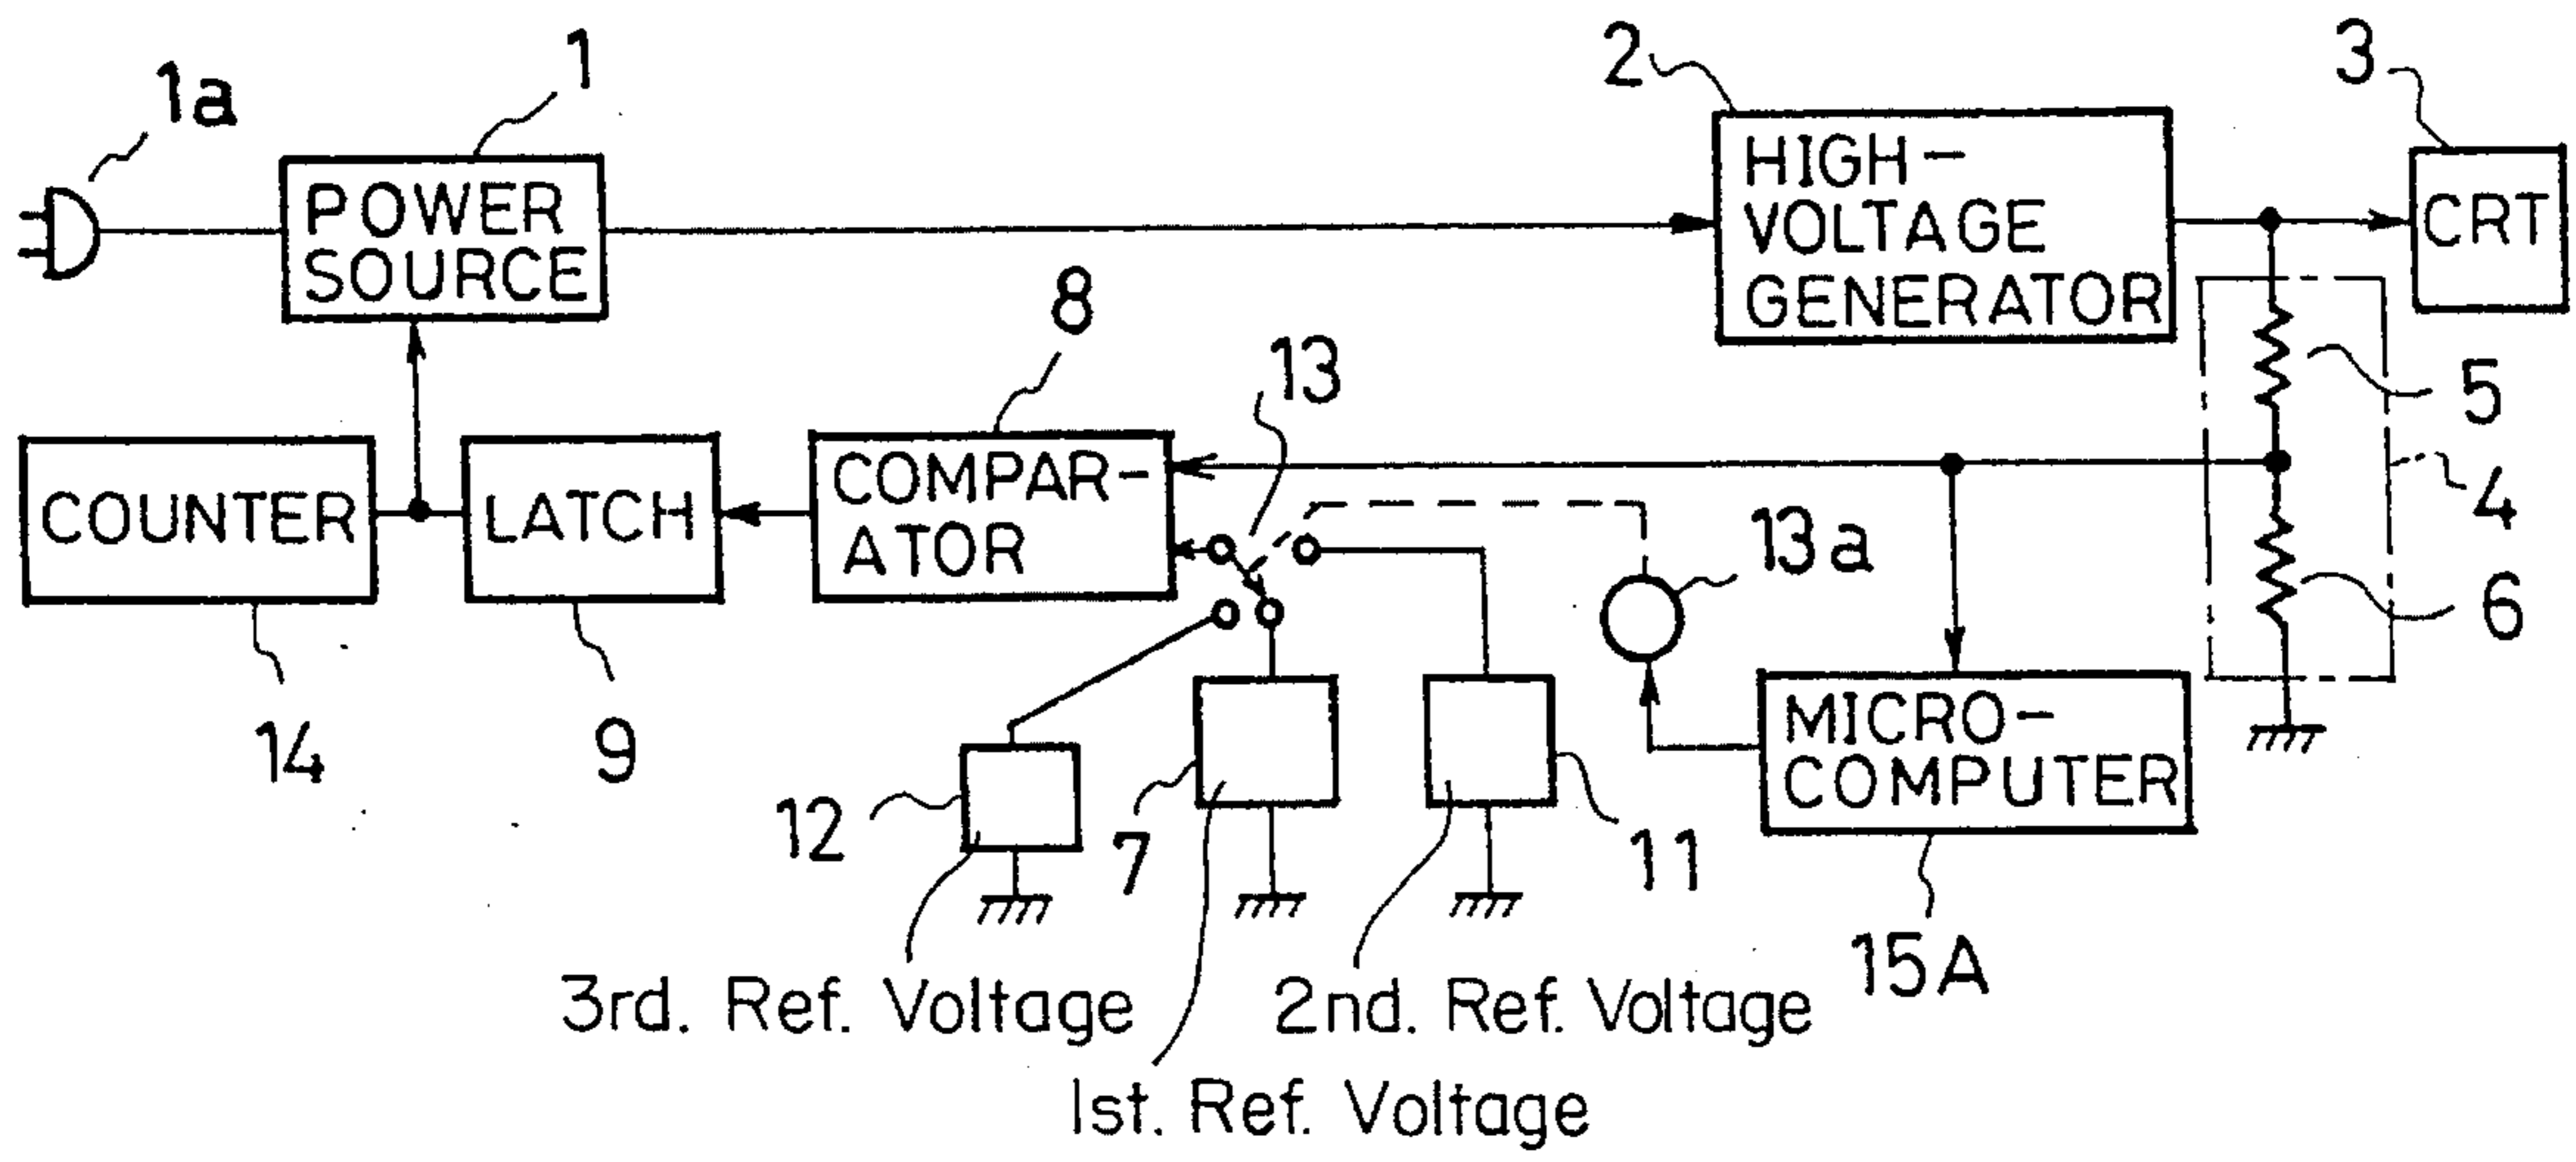 1a
1
2
3
POWER
SOURCE
HIGH-
VOLTAGE
GENERATOR
CRT
8
13
5
COUNTER
LATCH
COMPAR-
ATOR
4
13a
6
14
9
12
7
11
MICRO-
COMPUTER
15A
3rd. Ref. Voltage
2nd. Ref. Voltage
1st. Ref. Voltage